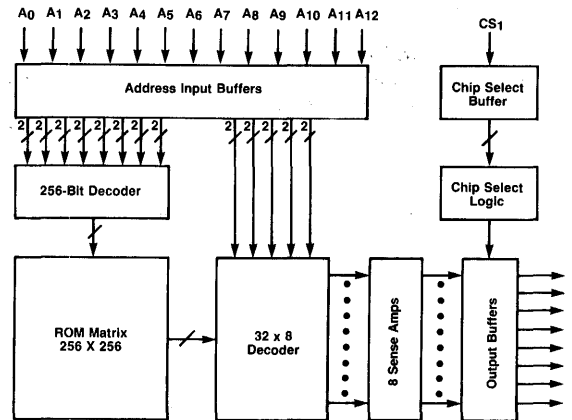 A0 A1 A2 A3 A4 A5 A6 A7 A8 A9 A10 A11 A12
CS1
Address Input Buffers
Chip Select
Buffer
2 2 2 2 2 2 2 2
2 2 2 2 2
256-Bit Decoder
Chip Select
Logic
ROM Matrix
256 X 256
32 x 8
Decoder
8 Sense Amps
Output Buffers